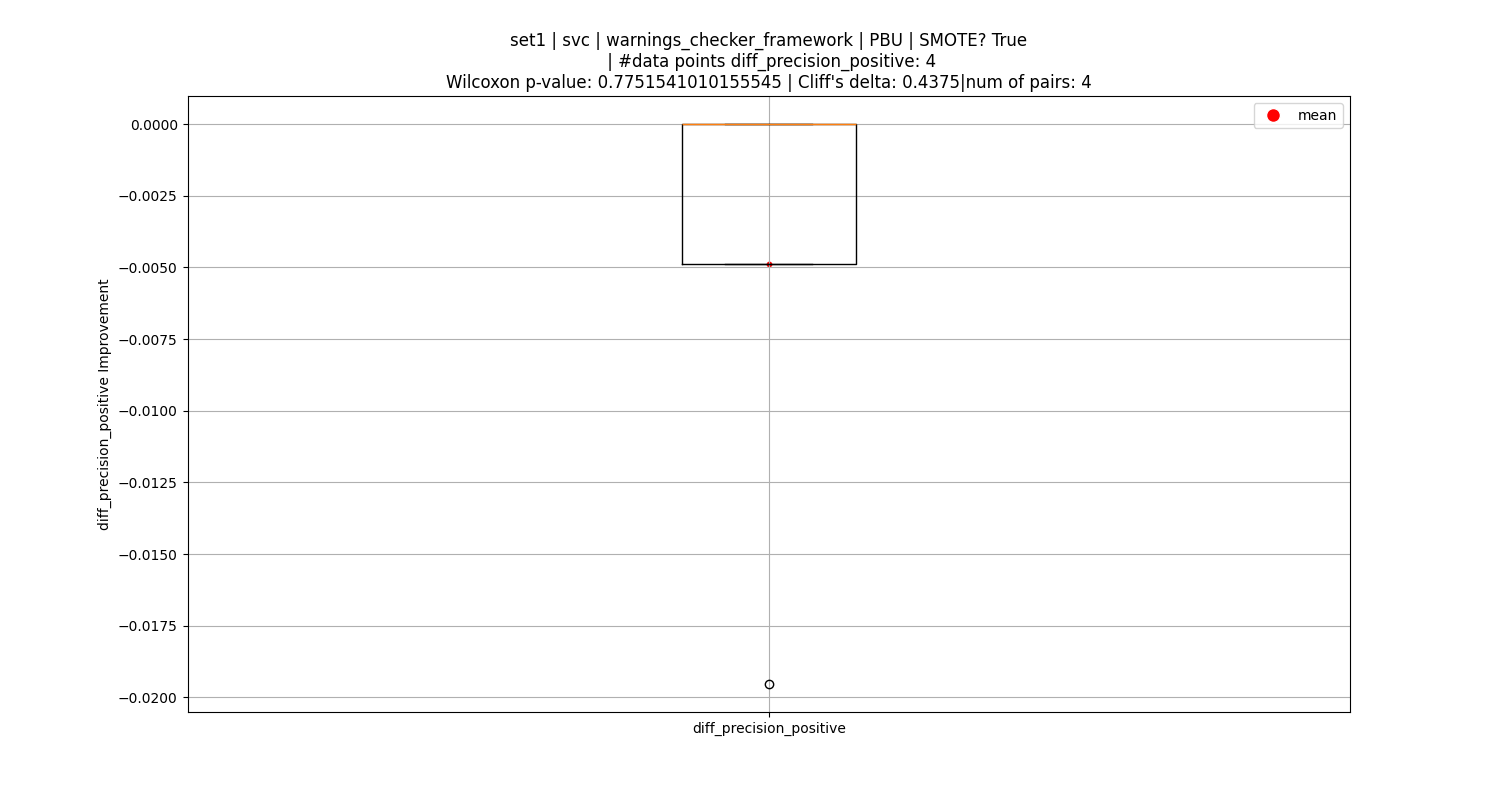 set1 | svc | warnings_checker_framework | PBU | SMOTE? True
| #data points diff_precision_positive: 4
Wilcoxon p-value: 0.7751541010155545 | Cliff's delta: 0.4375|num of pairs: 4
mean
0.0000
−0.0025
−0.0050
−0.0075
−0.0100
−0.0125
−0.0150
−0.0175
−0.0200
diff_precision_positive Improvement
diff_precision_positive